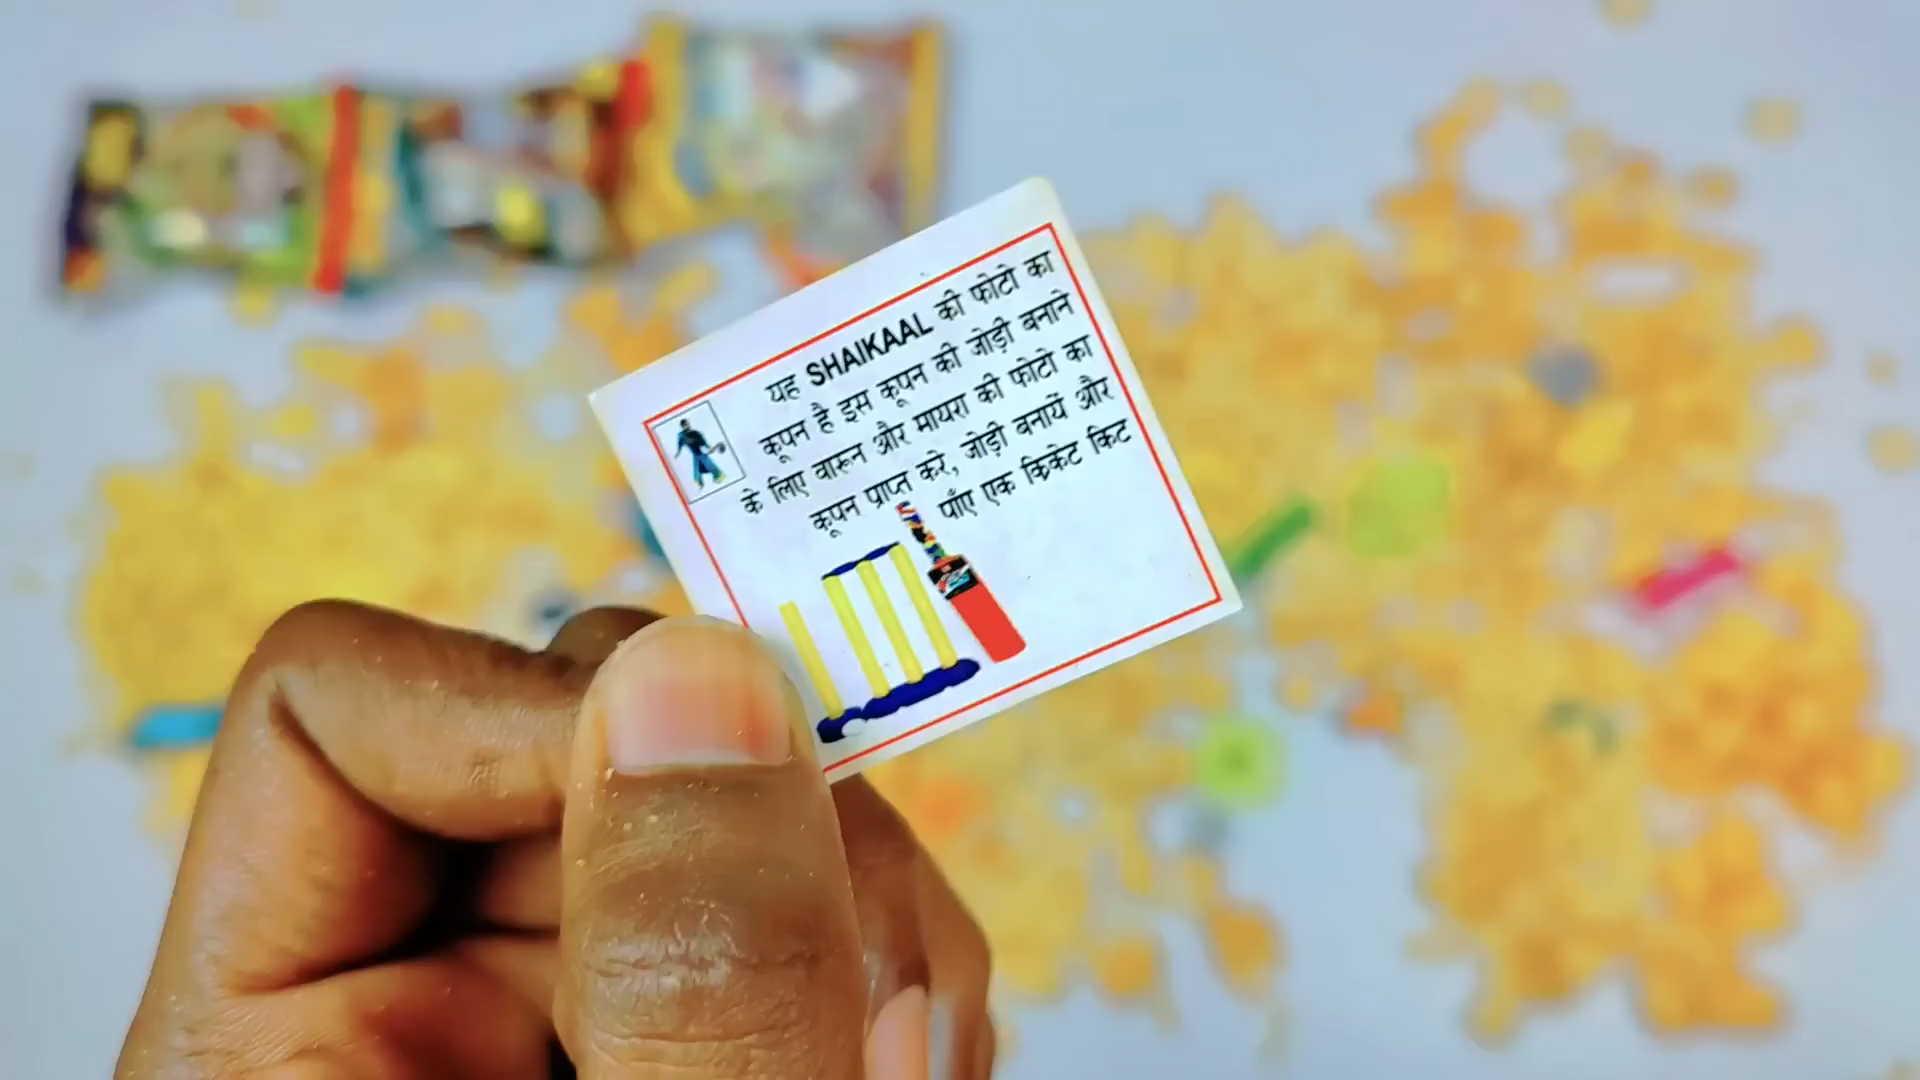 यह SHAIKAAL की फोटो का
कूपन है इस कूपन की जोड़ी बनाने
के लिए वारून और मायरा की फोटो का
कूपन प्राप्त करे, जोड़ी बनायें और
पाँए एक क्रिकेट किट